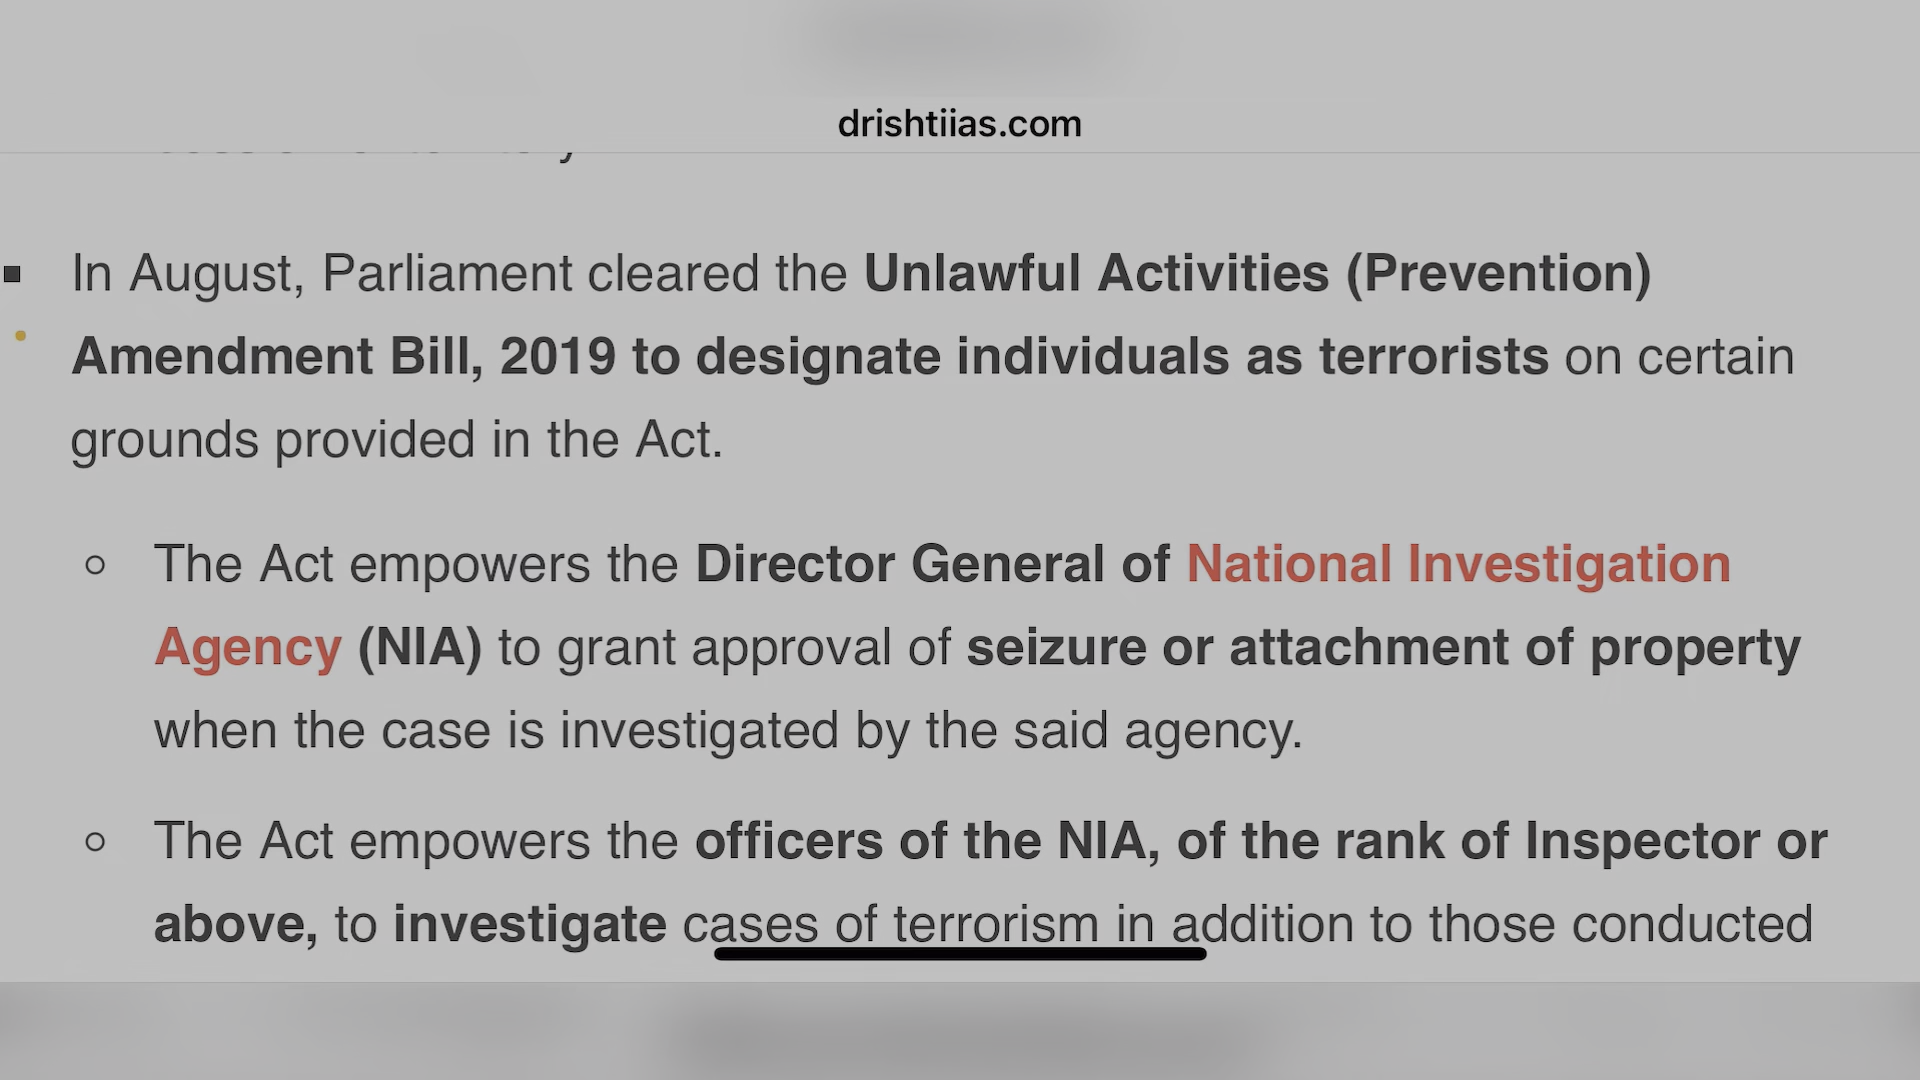 drishtiias.com
▪ In August, Parliament cleared the Unlawful Activities (Prevention)
Amendment Bill, 2019 to designate individuals as terrorists on certain
grounds provided in the Act.
○ The Act empowers the Director General of National Investigation
Agency (NIA) to grant approval of seizure or attachment of property
when the case is investigated by the said agency.
○ The Act empowers the officers of the NIA, of the rank of Inspector or
above, to investigate cases of terrorism in addition to those conducted